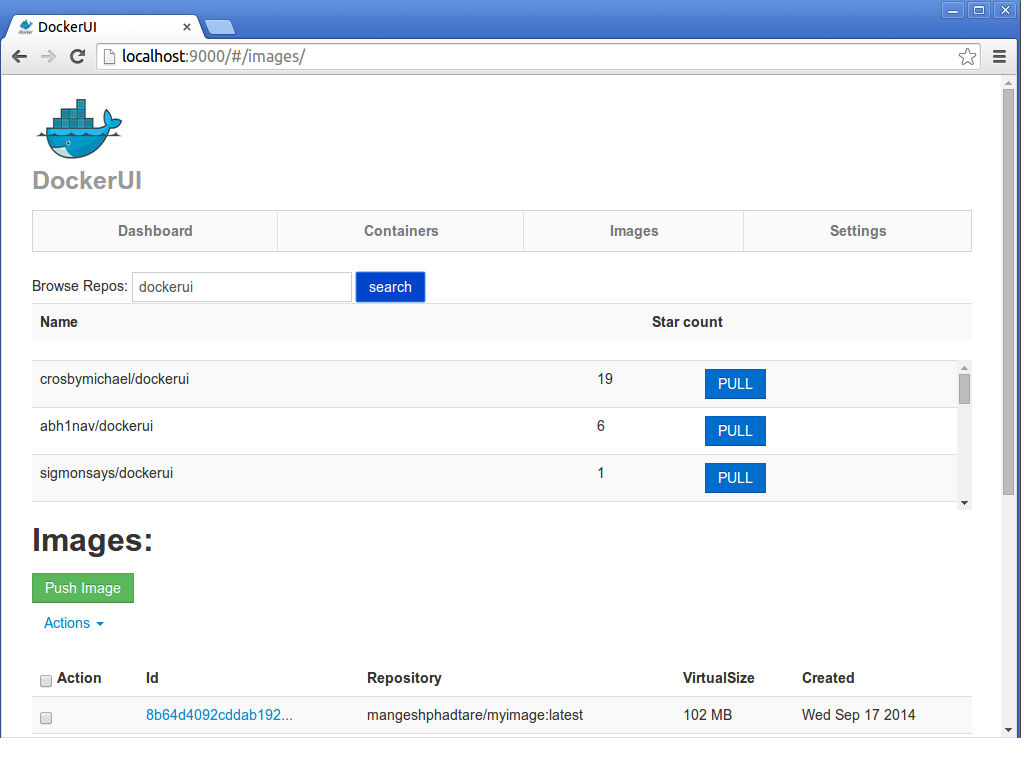 DockerUI
localhost:9000/#/images/
DockerUI
Dashboard Containers Images Settings
Browse Repos: dockerui search
Name Star count
crosbymichael/dockerui 19 PULL
abh1nav/dockerui 6 PULL
sigmonsays/dockerui 1 PULL
Images:
Push Image
Actions
Action Id Repository VirtualSize Created
8b64d4092cddab192... mangeshphadtare/myimage:latest 102 MB Wed Sep 17 2014